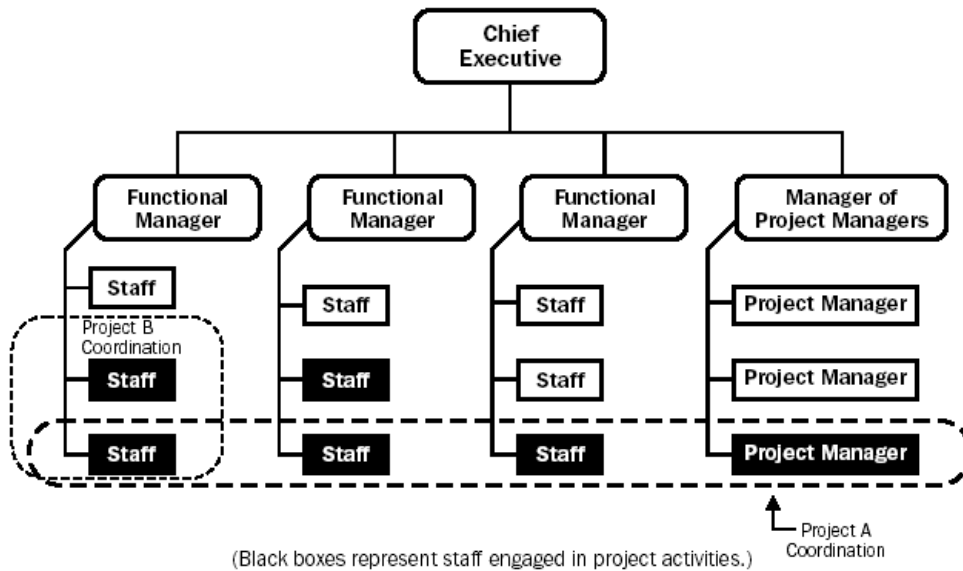 Chief
Executive
Functional
Manager
Functional
Manager
Functional
Manager
Manager of
Project Managers
Staff
Staff
Staff
Project Manager
Project B
Coordination
Staff
Staff
Staff
Project Manager
Staff
Staff
Staff
Project Manager
Project A
Coordination
(Black boxes represent staff engaged in project activities.)